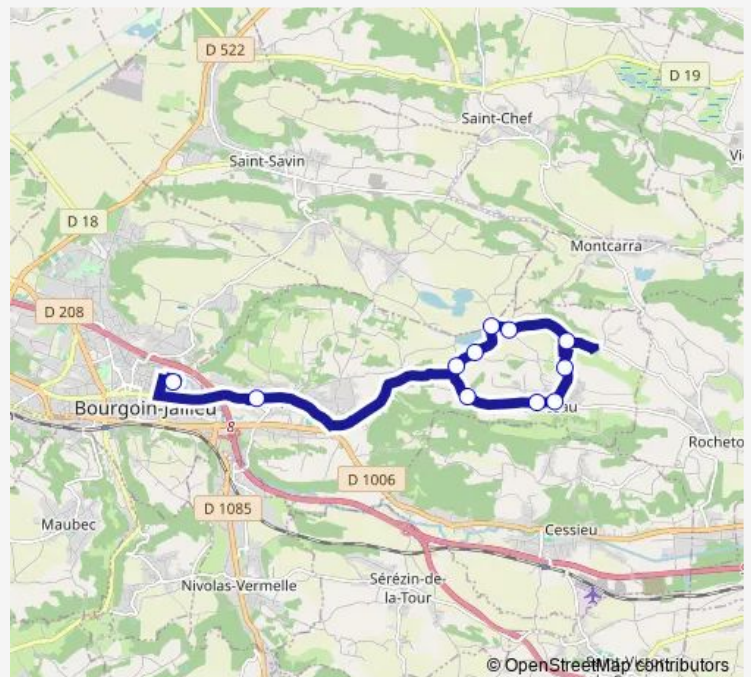 D 522
D 19
Saint-Chef
Saint-Savin
D 18
Montcarra
D 208
Bourgoin-Jallieu
8
D 1006
D 1085
Maubec
Cessieu
Nivolas-Vermelle
Sérézin-de-
la-Tour
© OpenStreetMap contributors